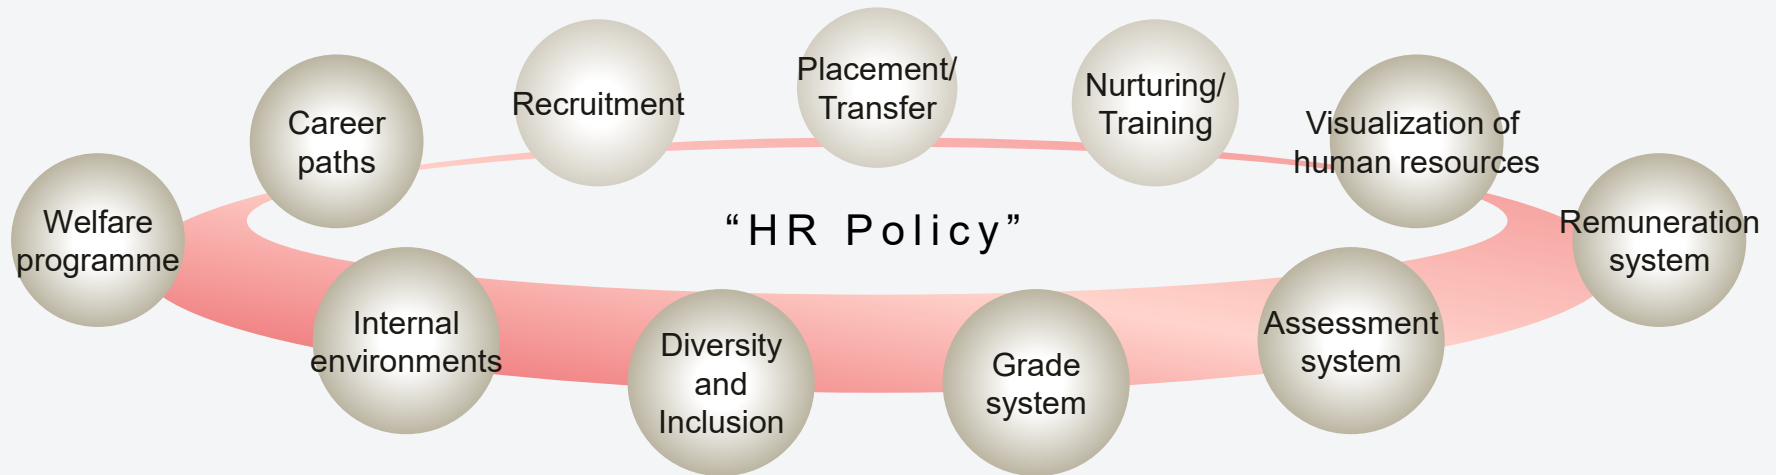 Placement/
Transfer
Recruitment
Nurturing/
Training
Career
paths
Visualization of
human resources
Welfare
programme
“HR Policy”
Remuneration
system
Internal
environments
Diversity
and
Inclusion
Grade
system
Assessment
system